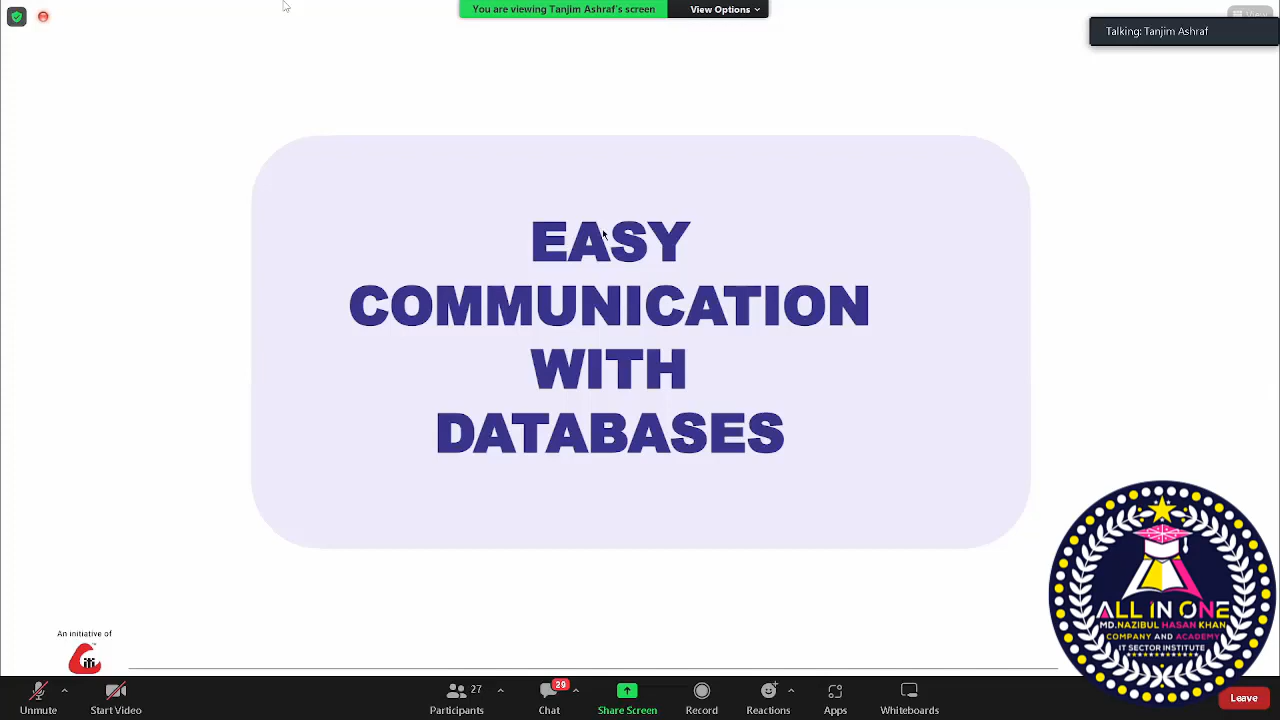 You are viewing Tanjim Ashraf's screen
View Options
View
Talking: Tanjim Ashraf
EASY
COMMUNICATION
WITH
DATABASES
An initiative of
ALL IN ONE
MD.NAZIBUL HASAN KHAN
COMPANY AND ACADEMY
IT SECTOR INSTITUTE
Unmute
Start Video
27
Participants
29
Chat
Share Screen
Record
Reactions
Apps
Whiteboards
Leave